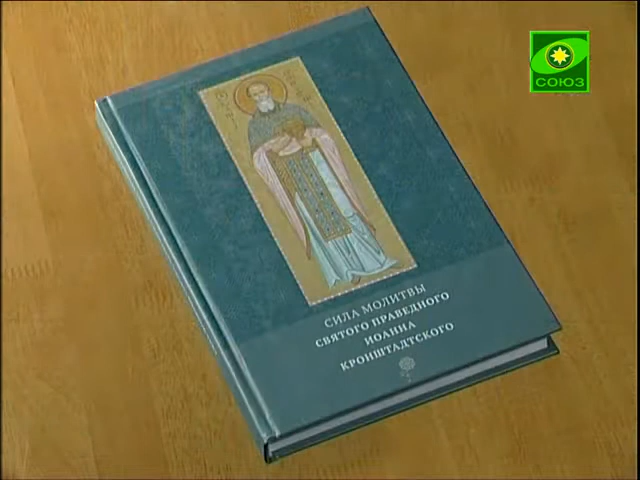 СОЮЗ
СИЛА МОЛИТВЫ
СВЯТОГО ПРАВЕДНОГО
ИОАННА
КРОНШТАДТСКОГО